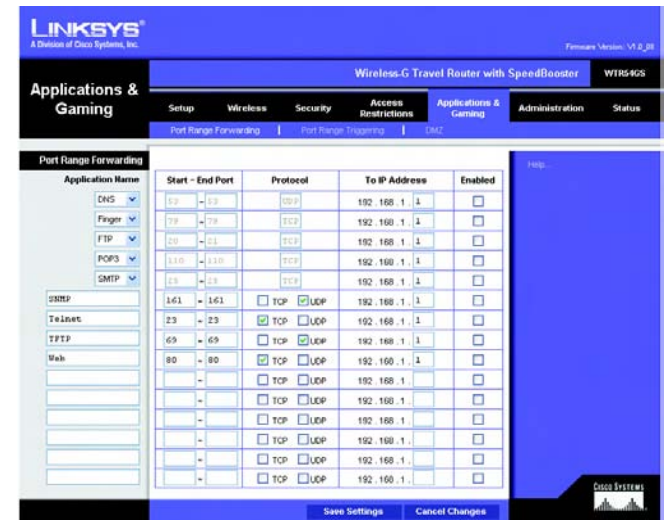 LINKSYS®
A Division of Cisco Systems, Inc.
Firmware Version: V1.0_01
Applications & Gaming
Wireless-G Travel Router with SpeedBooster WTR54GS
Setup Wireless Security Access Restrictions Applications & Gaming Administration Status
Port Range Forwarding | Port Range Triggering | DMZ
Port Range Forwarding
Help...
Application Name Start ~ End Port Protocol To IP Address Enabled
DNS 53 ~ 53 UDP 192 . 168 . 1 . 1
Finger 79 ~ 79 TCP 192 . 168 . 1 . 1
FTP 20 ~ 21 TCP 192 . 168 . 1 . 1
POP3 110 ~ 110 TCP 192 . 168 . 1 . 1
SMTP 25 ~ 25 TCP 192 . 168 . 1 . 1
SNMP 161 ~ 161 TCP UDP 192 . 168 . 1 . 1
Telnet 23 ~ 23 TCP UDP 192 . 168 . 1 . 1
TFTP 69 ~ 69 TCP UDP 192 . 168 . 1 . 1
Web 80 ~ 80 TCP UDP 192 . 168 . 1 . 1
~ TCP UDP 192 . 168 . 1 .
~ TCP UDP 192 . 168 . 1 .
~ TCP UDP 192 . 168 . 1 .
~ TCP UDP 192 . 168 . 1 .
~ TCP UDP 192 . 168 . 1 .
~ TCP UDP 192 . 168 . 1 .
Save Settings Cancel Changes
CISCO SYSTEMS